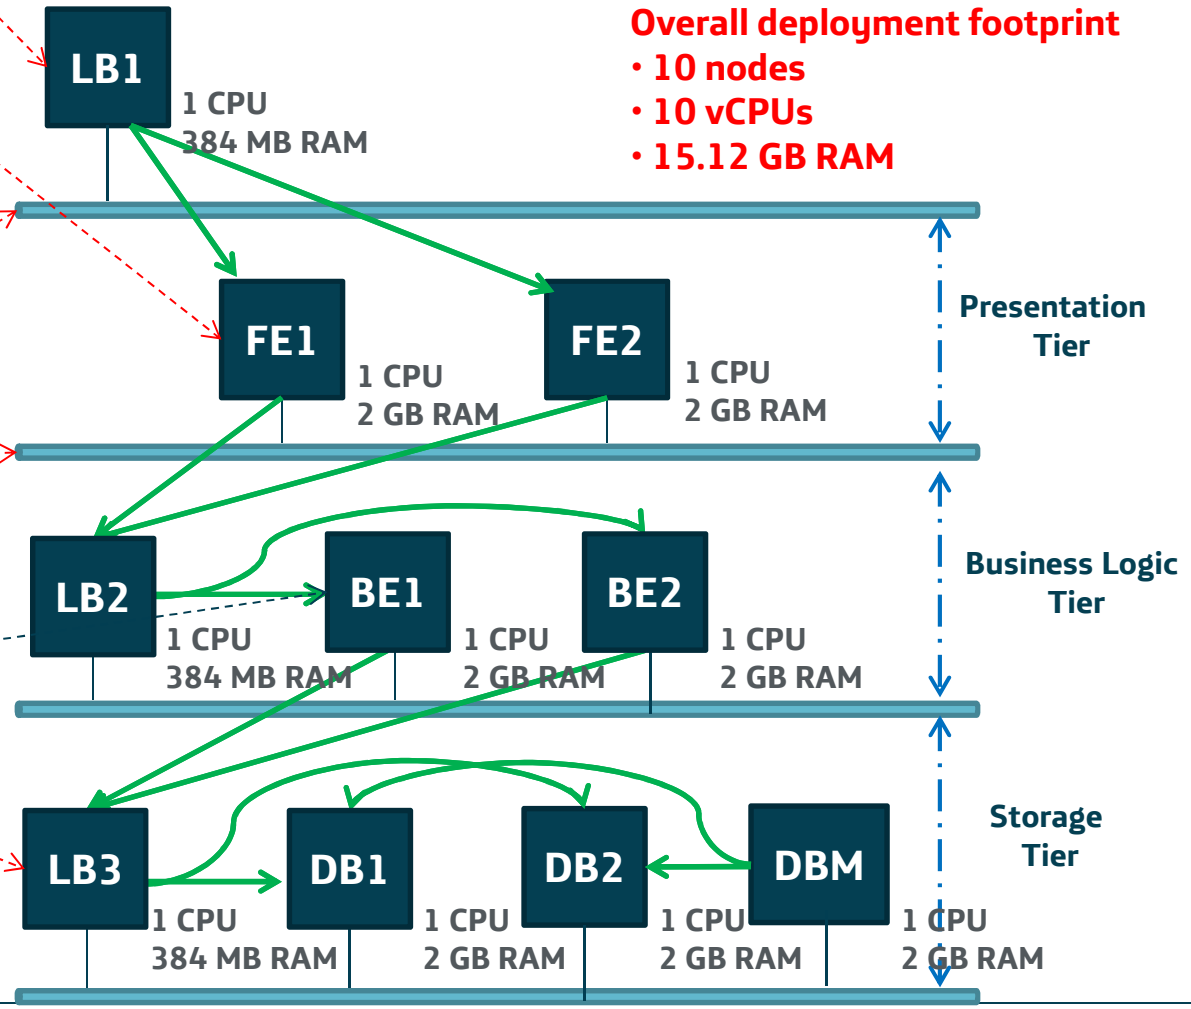 Overall deployment footprint
• 10 nodes
• 10 vCPUs
• 15.12 GB RAM
LB1
1 CPU
384 MB RAM
FE1
1 CPU
2 GB RAM
FE2
1 CPU
2 GB RAM
Presentation
Tier
LB2
1 CPU
384 MB RAM
BE1
1 CPU
2 GB RAM
BE2
1 CPU
2 GB RAM
Business Logic
Tier
LB3
1 CPU
384 MB RAM
DB1
1 CPU
2 GB RAM
DB2
1 CPU
2 GB RAM
DBM
1 CPU
2 GB RAM
Storage
Tier